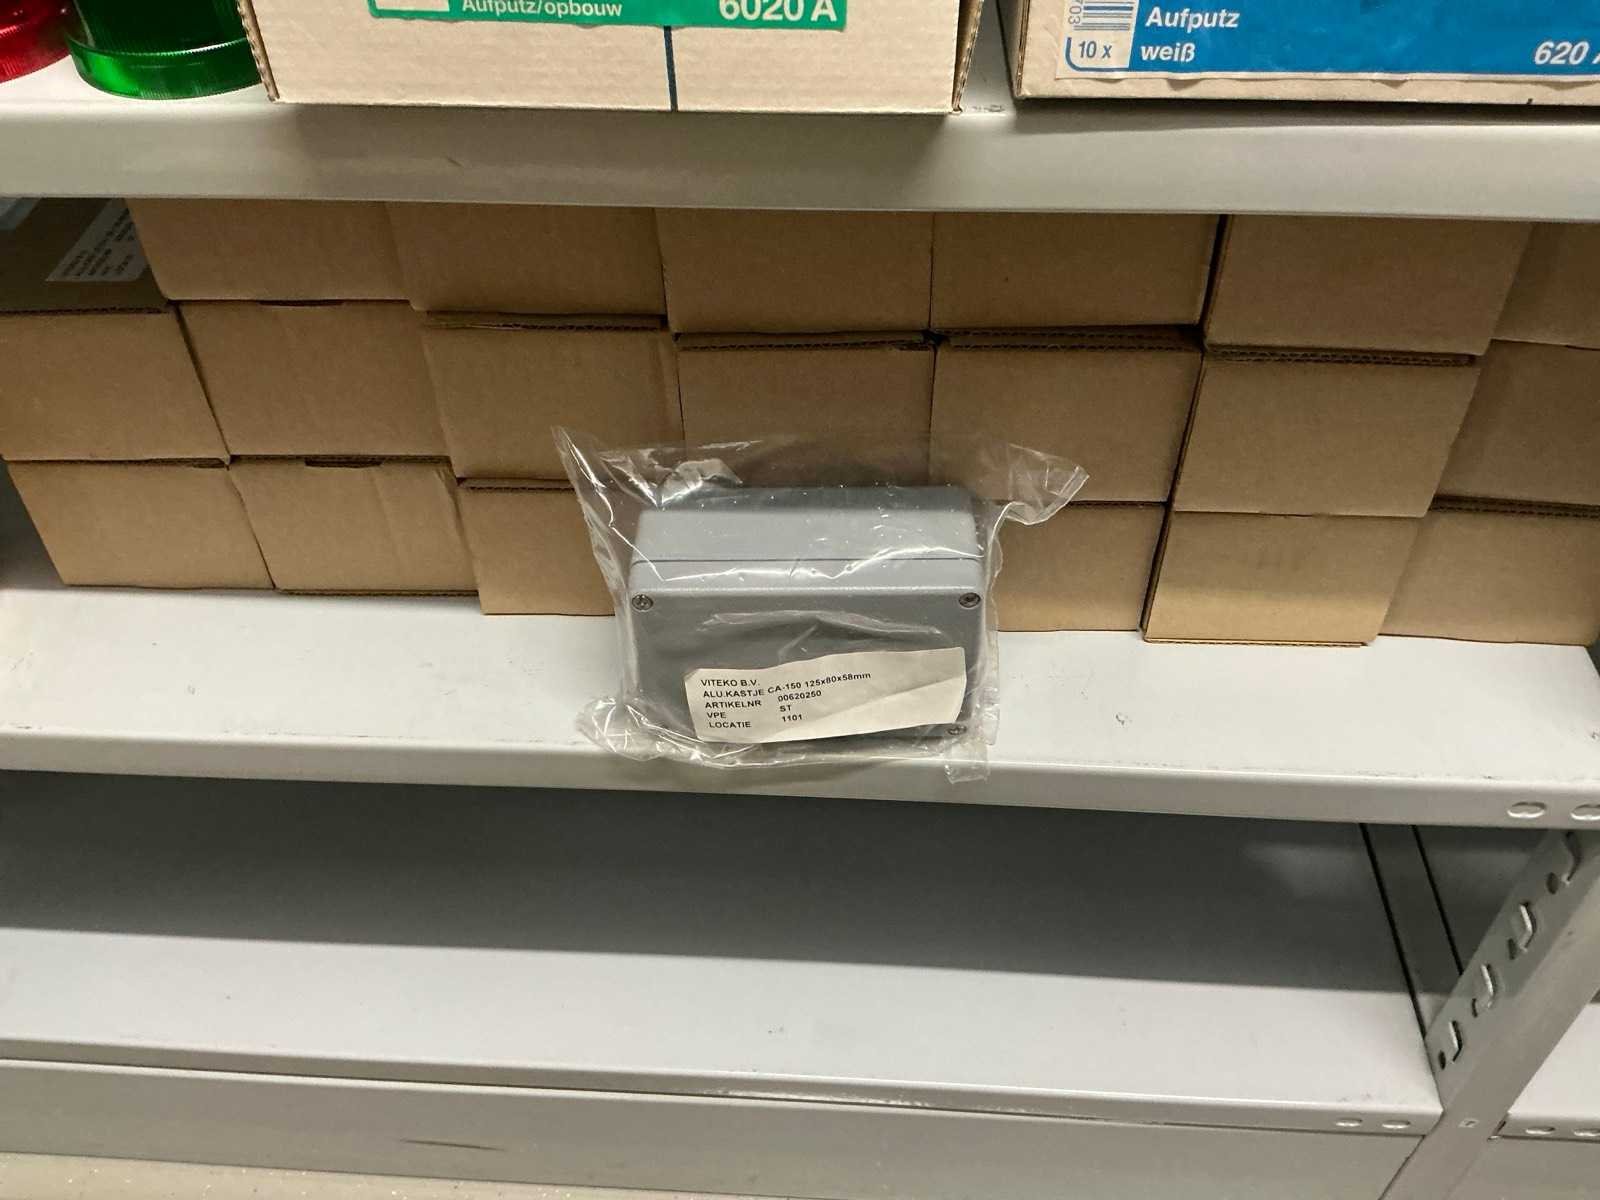 Aufputz/opbouw
6020 A
703
Aufputz
10 x
weiß
620
VITEKO B.V.
ALU.KASTJE CA-150 125x80x58mm
ARTIKELNR 00620250
VPE ST
LOCATIE 1101